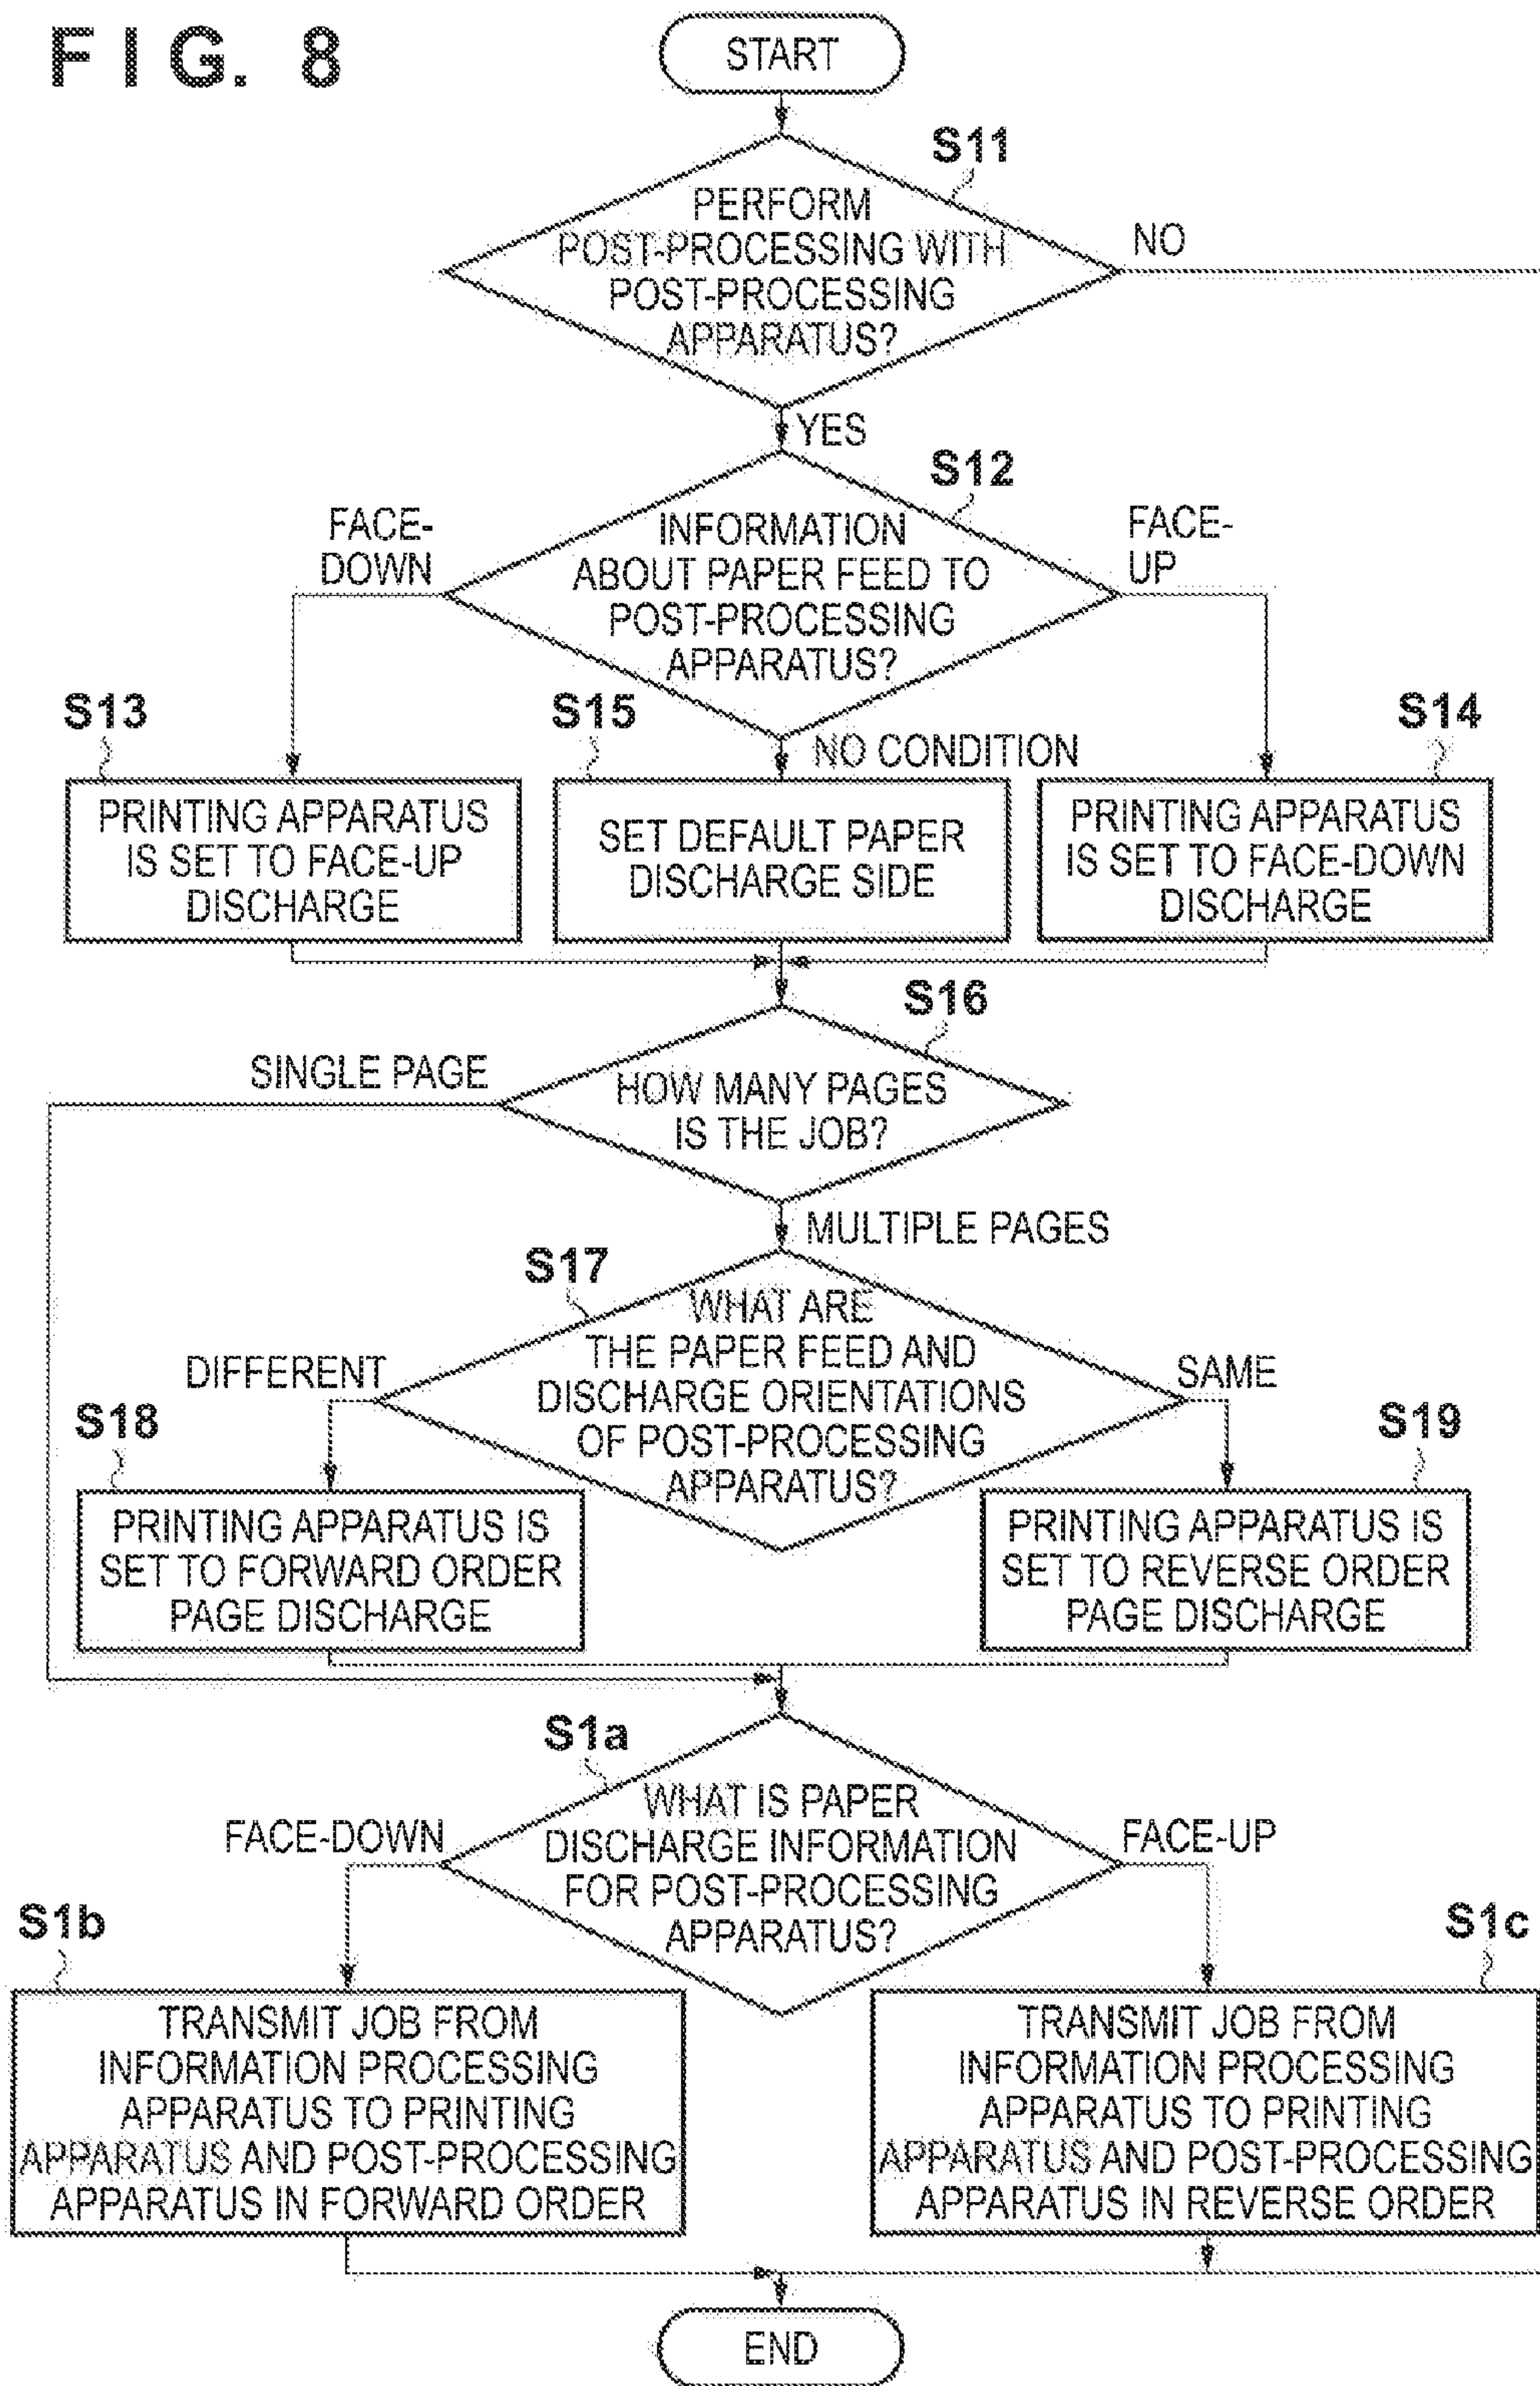 FIG. 8
START
S11
PERFORM
POST-PROCESSING WITH
POST-PROCESSING
APPARATUS?
NO
YES
S12
FACE-
DOWN
INFORMATION
ABOUT PAPER FEED TO
POST-PROCESSING
APPARATUS?
FACE-
UP
S13
S15
S14
NO CONDITION
PRINTING APPARATUS
IS SET TO FACE-UP
DISCHARGE
SET DEFAULT PAPER
DISCHARGE SIDE
PRINTING APPARATUS
IS SET TO FACE-DOWN
DISCHARGE
S16
SINGLE PAGE
HOW MANY PAGES
IS THE JOB?
MULTIPLE PAGES
S17
WHAT ARE
THE PAPER FEED AND
DISCHARGE ORIENTATIONS
OF POST-PROCESSING
APPARATUS?
DIFFERENT
SAME
S18
S19
PRINTING APPARATUS IS
SET TO FORWARD ORDER
PAGE DISCHARGE
PRINTING APPARATUS IS
SET TO REVERSE ORDER
PAGE DISCHARGE
S1a
WHAT IS PAPER
DISCHARGE INFORMATION
FOR POST-PROCESSING
APPARATUS?
FACE-DOWN
FACE-UP
S1b
S1c
TRANSMIT JOB FROM
INFORMATION PROCESSING
APPARATUS TO PRINTING
APPARATUS AND POST-PROCESSING
APPARATUS IN FORWARD ORDER
TRANSMIT JOB FROM
INFORMATION PROCESSING
APPARATUS TO PRINTING
APPARATUS AND POST-PROCESSING
APPARATUS IN REVERSE ORDER
END